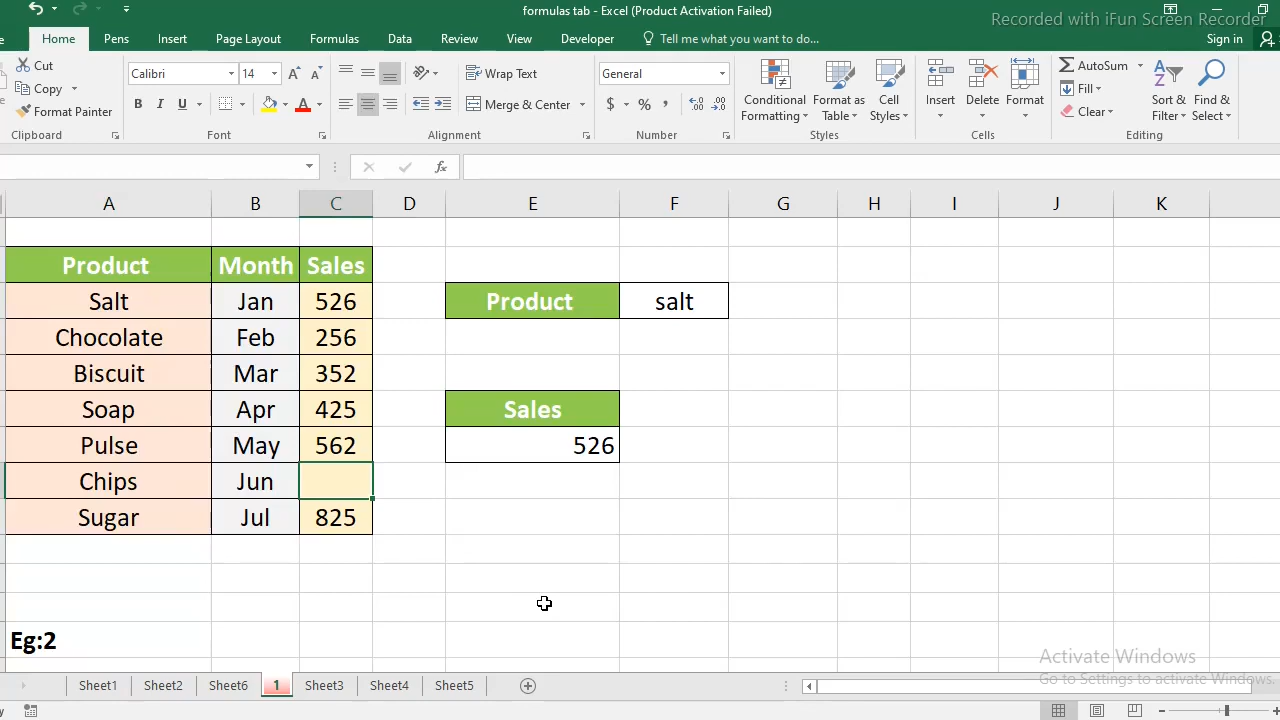 formulas tab - Excel (Product Activation Failed)
Recorded with iFun Screen Recorder
Home Pens Insert Page Layout Formulas Data Review View Developer Tell me what you want to do... Sign in
Cut
Copy
Format Painter
Clipboard
Calibri 14
B I U
Font
Wrap Text
Merge & Center
Alignment
General
$ % ,
Number
Conditional Formatting
Format as Table
Cell Styles
Styles
Insert Delete Format
Cells
AutoSum
Fill
Clear
Sort & Filter
Find & Select
Editing
fx
A B C D E F G H I J K
Product Month Sales
Salt Jan 526 Product salt
Chocolate Feb 256
Biscuit Mar 352
Soap Apr 425 Sales
Pulse May 562 526
Chips Jun
Sugar Jul 825
Eg:2
Activate Windows
Go to Settings to activate Windows.
Sheet1 Sheet2 Sheet6 1 Sheet3 Sheet4 Sheet5